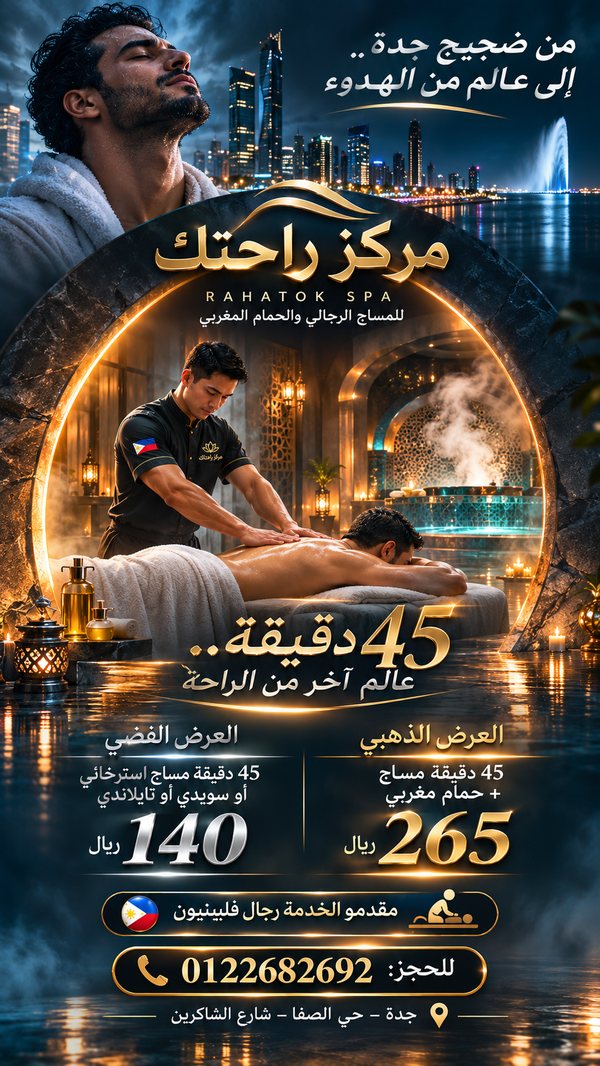 من ضجيج جدة..
إلى عالم من الهدوء
مركز راحتك
RAHATOK SPA
للمساج الرجالي والحمام المغربي
مركز راحتك
45 دقيقة..
عالم آخر من الراحة
العرض الذهبي
45 دقيقة مساج
+ حمام مغربي
265 ريال
العرض الفضي
45 دقيقة مساج استرخائي
أو سويدي أو تايلاندي
140 ريال
مقدمو الخدمة رجال فلبينيون
للحجز: 0122682692
جدة – حي الصفا – شارع الشاكرين